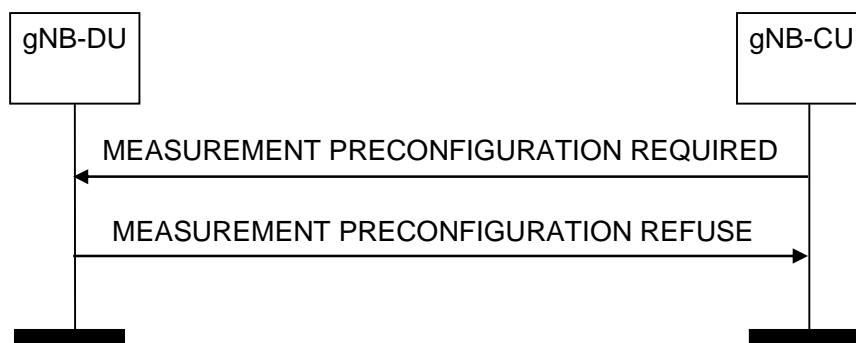 gNB-DU
gNB-CU
MEASUREMENT PRECONFIGURATION REQUIRED
MEASUREMENT PRECONFIGURATION REFUSE